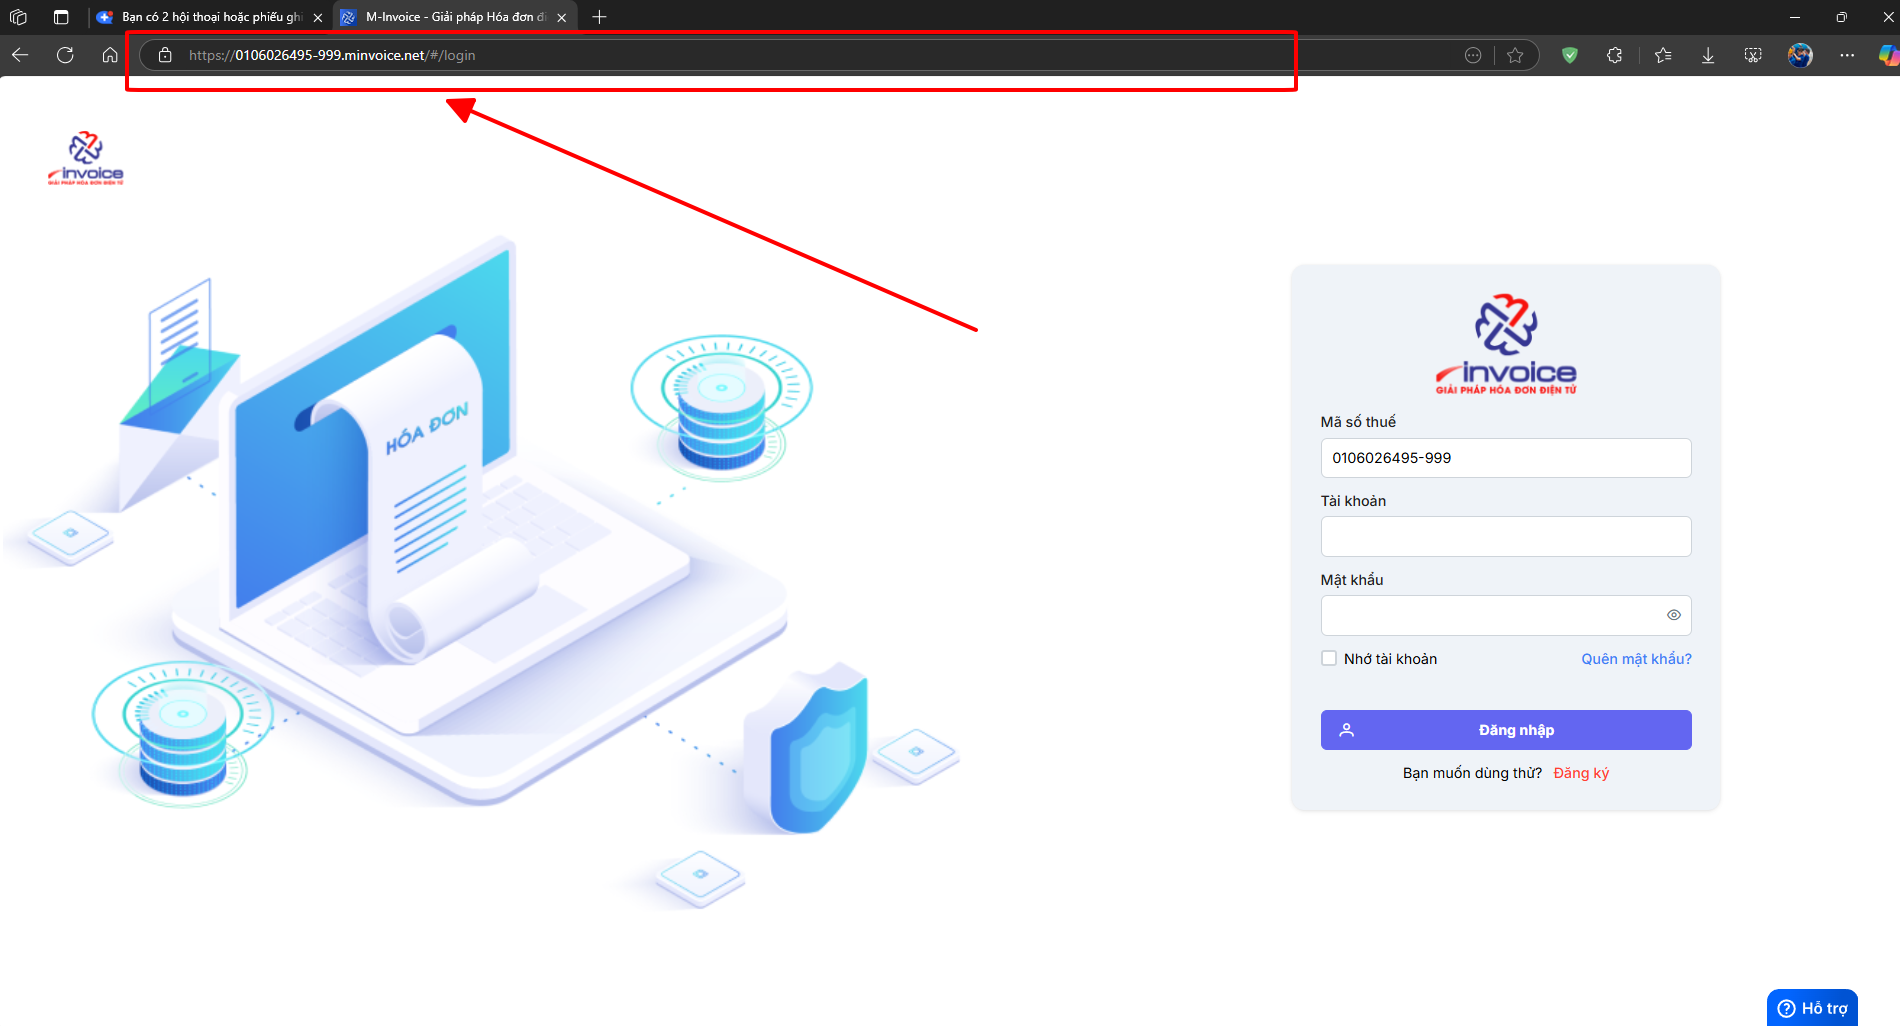 Bạn có 2 hội thoại hoặc phiếu ghi
M-Invoice - Giải pháp Hóa đơn đi
https://0106026495-999.minvoice.net/#/login
invoice
GIẢI PHÁP HÓA ĐƠN ĐIỆN TỬ
HÓA ĐƠN
invoice
GIẢI PHÁP HÓA ĐƠN ĐIỆN TỬ
Mã số thuế
0106026495-999
Tài khoản
Mật khẩu
Nhớ tài khoản
Quên mật khẩu?
Đăng nhập
Bạn muốn dùng thử? Đăng ký
Hỗ trợ